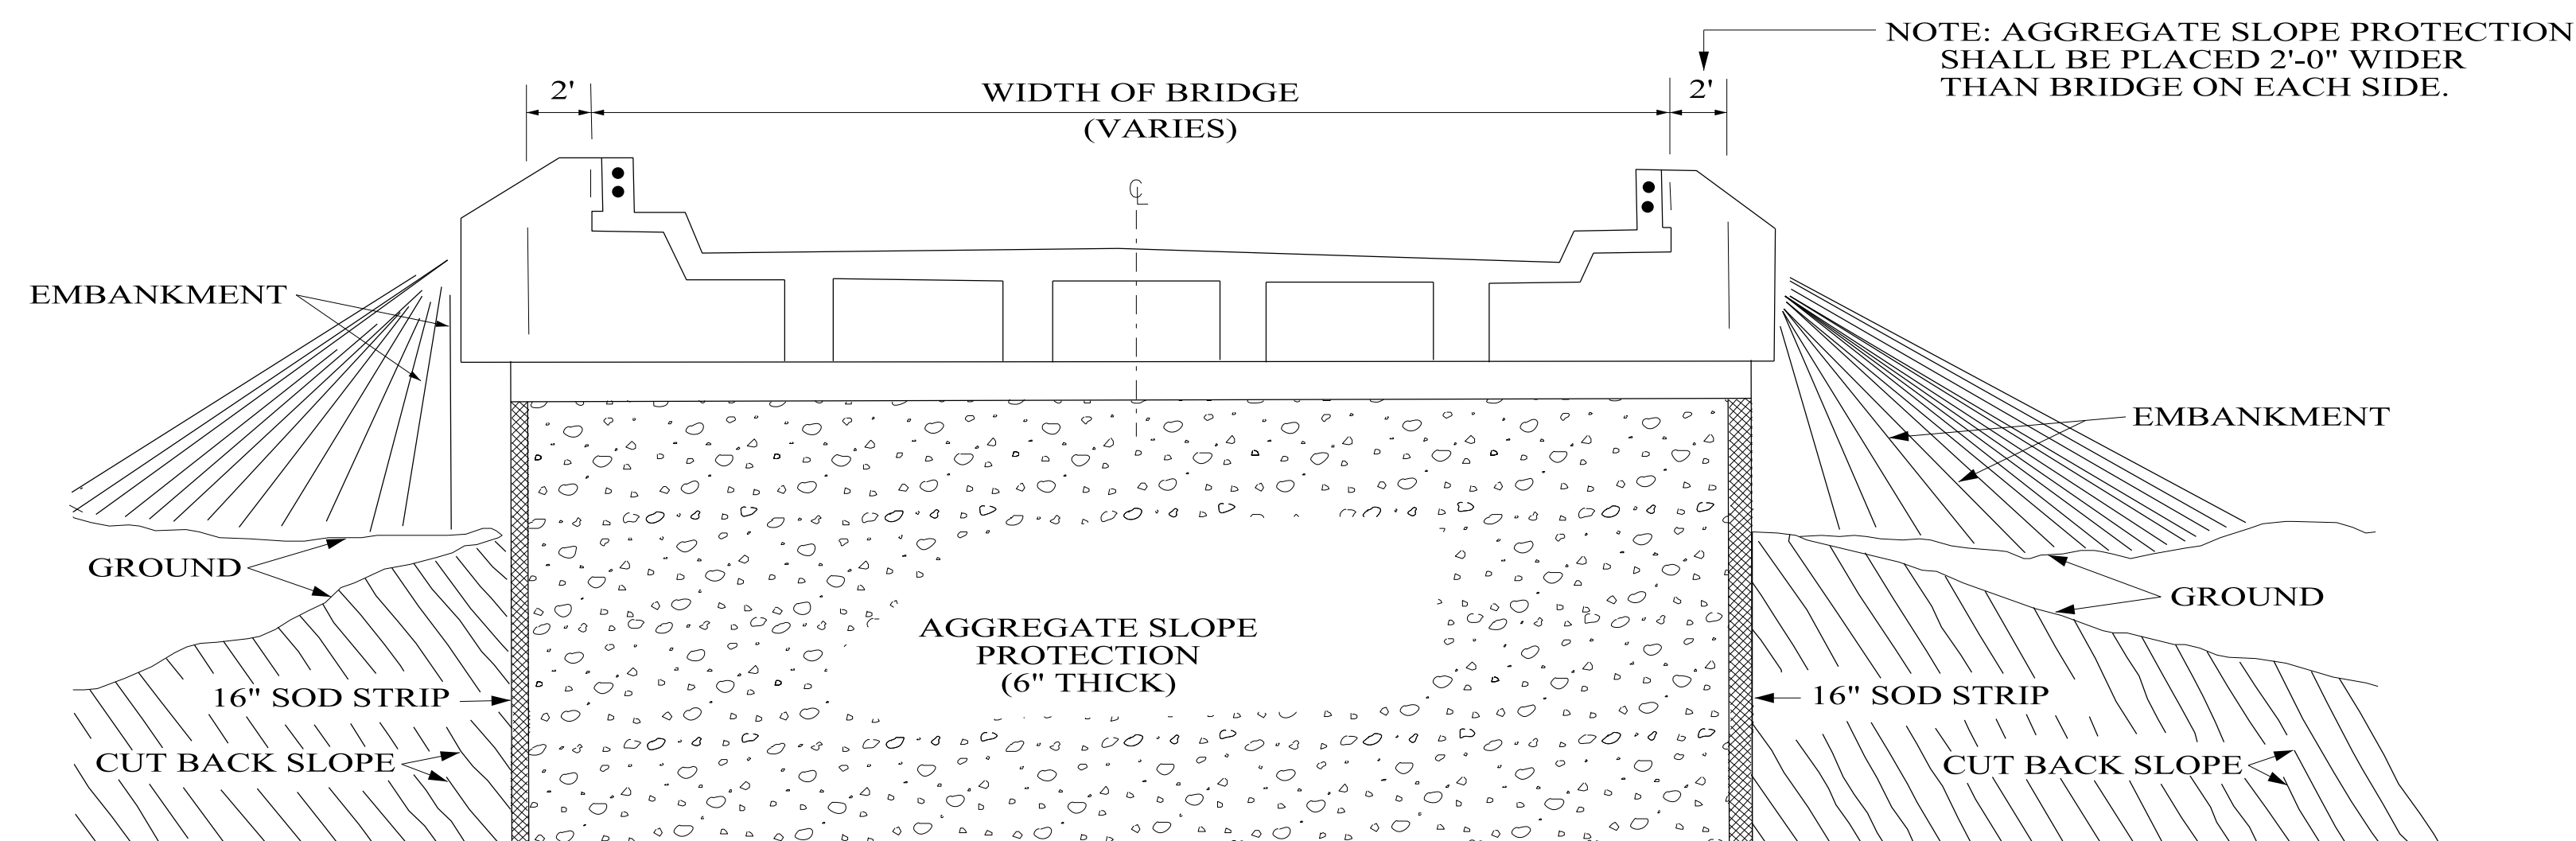 NOTE: AGGREGATE SLOPE PROTECTION
SHALL BE PLACED 2'-0" WIDER
THAN BRIDGE ON EACH SIDE.
2'
WIDTH OF BRIDGE
(VARIES)
2'
℄
EMBANKMENT
EMBANKMENT
GROUND
GROUND
AGGREGATE SLOPE
PROTECTION
(6" THICK)
16" SOD STRIP
16" SOD STRIP
CUT BACK SLOPE
CUT BACK SLOPE